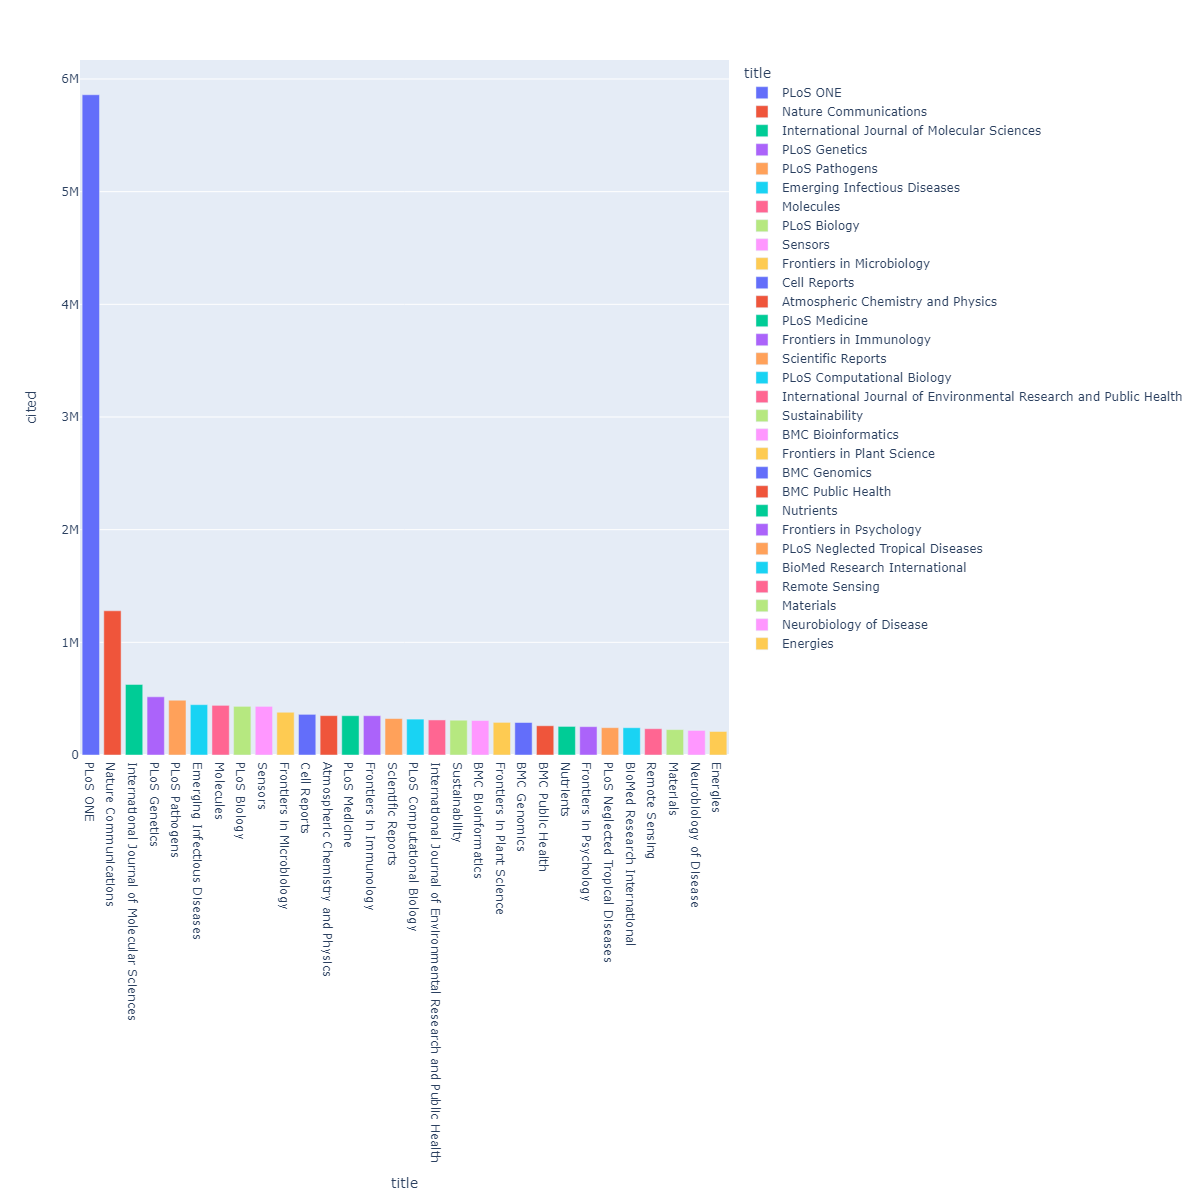 6M
5M
4M
3M
2M
1M
0
cited
PLoS ONE
Nature Communications
International Journal of Molecular Sciences
PLoS Genetics
PLoS Pathogens
Emerging Infectious Diseases
Molecules
PLoS Biology
Sensors
Frontiers in Microbiology
Cell Reports
Atmospheric Chemistry and Physics
PLoS Medicine
Frontiers in Immunology
Scientific Reports
PLoS Computational Biology
International Journal of Environmental Research and Public Health
Sustainability
BMC Bioinformatics
Frontiers in Plant Science
BMC Genomics
BMC Public Health
Nutrients
Frontiers in Psychology
PLoS Neglected Tropical Diseases
BioMed Research International
Remote Sensing
Materials
Neurobiology of Disease
Energies
title
title
PLoS ONE
Nature Communications
International Journal of Molecular Sciences
PLoS Genetics
PLoS Pathogens
Emerging Infectious Diseases
Molecules
PLoS Biology
Sensors
Frontiers in Microbiology
Cell Reports
Atmospheric Chemistry and Physics
PLoS Medicine
Frontiers in Immunology
Scientific Reports
PLoS Computational Biology
International Journal of Environmental Research and Public Health
Sustainability
BMC Bioinformatics
Frontiers in Plant Science
BMC Genomics
BMC Public Health
Nutrients
Frontiers in Psychology
PLoS Neglected Tropical Diseases
BioMed Research International
Remote Sensing
Materials
Neurobiology of Disease
Energies